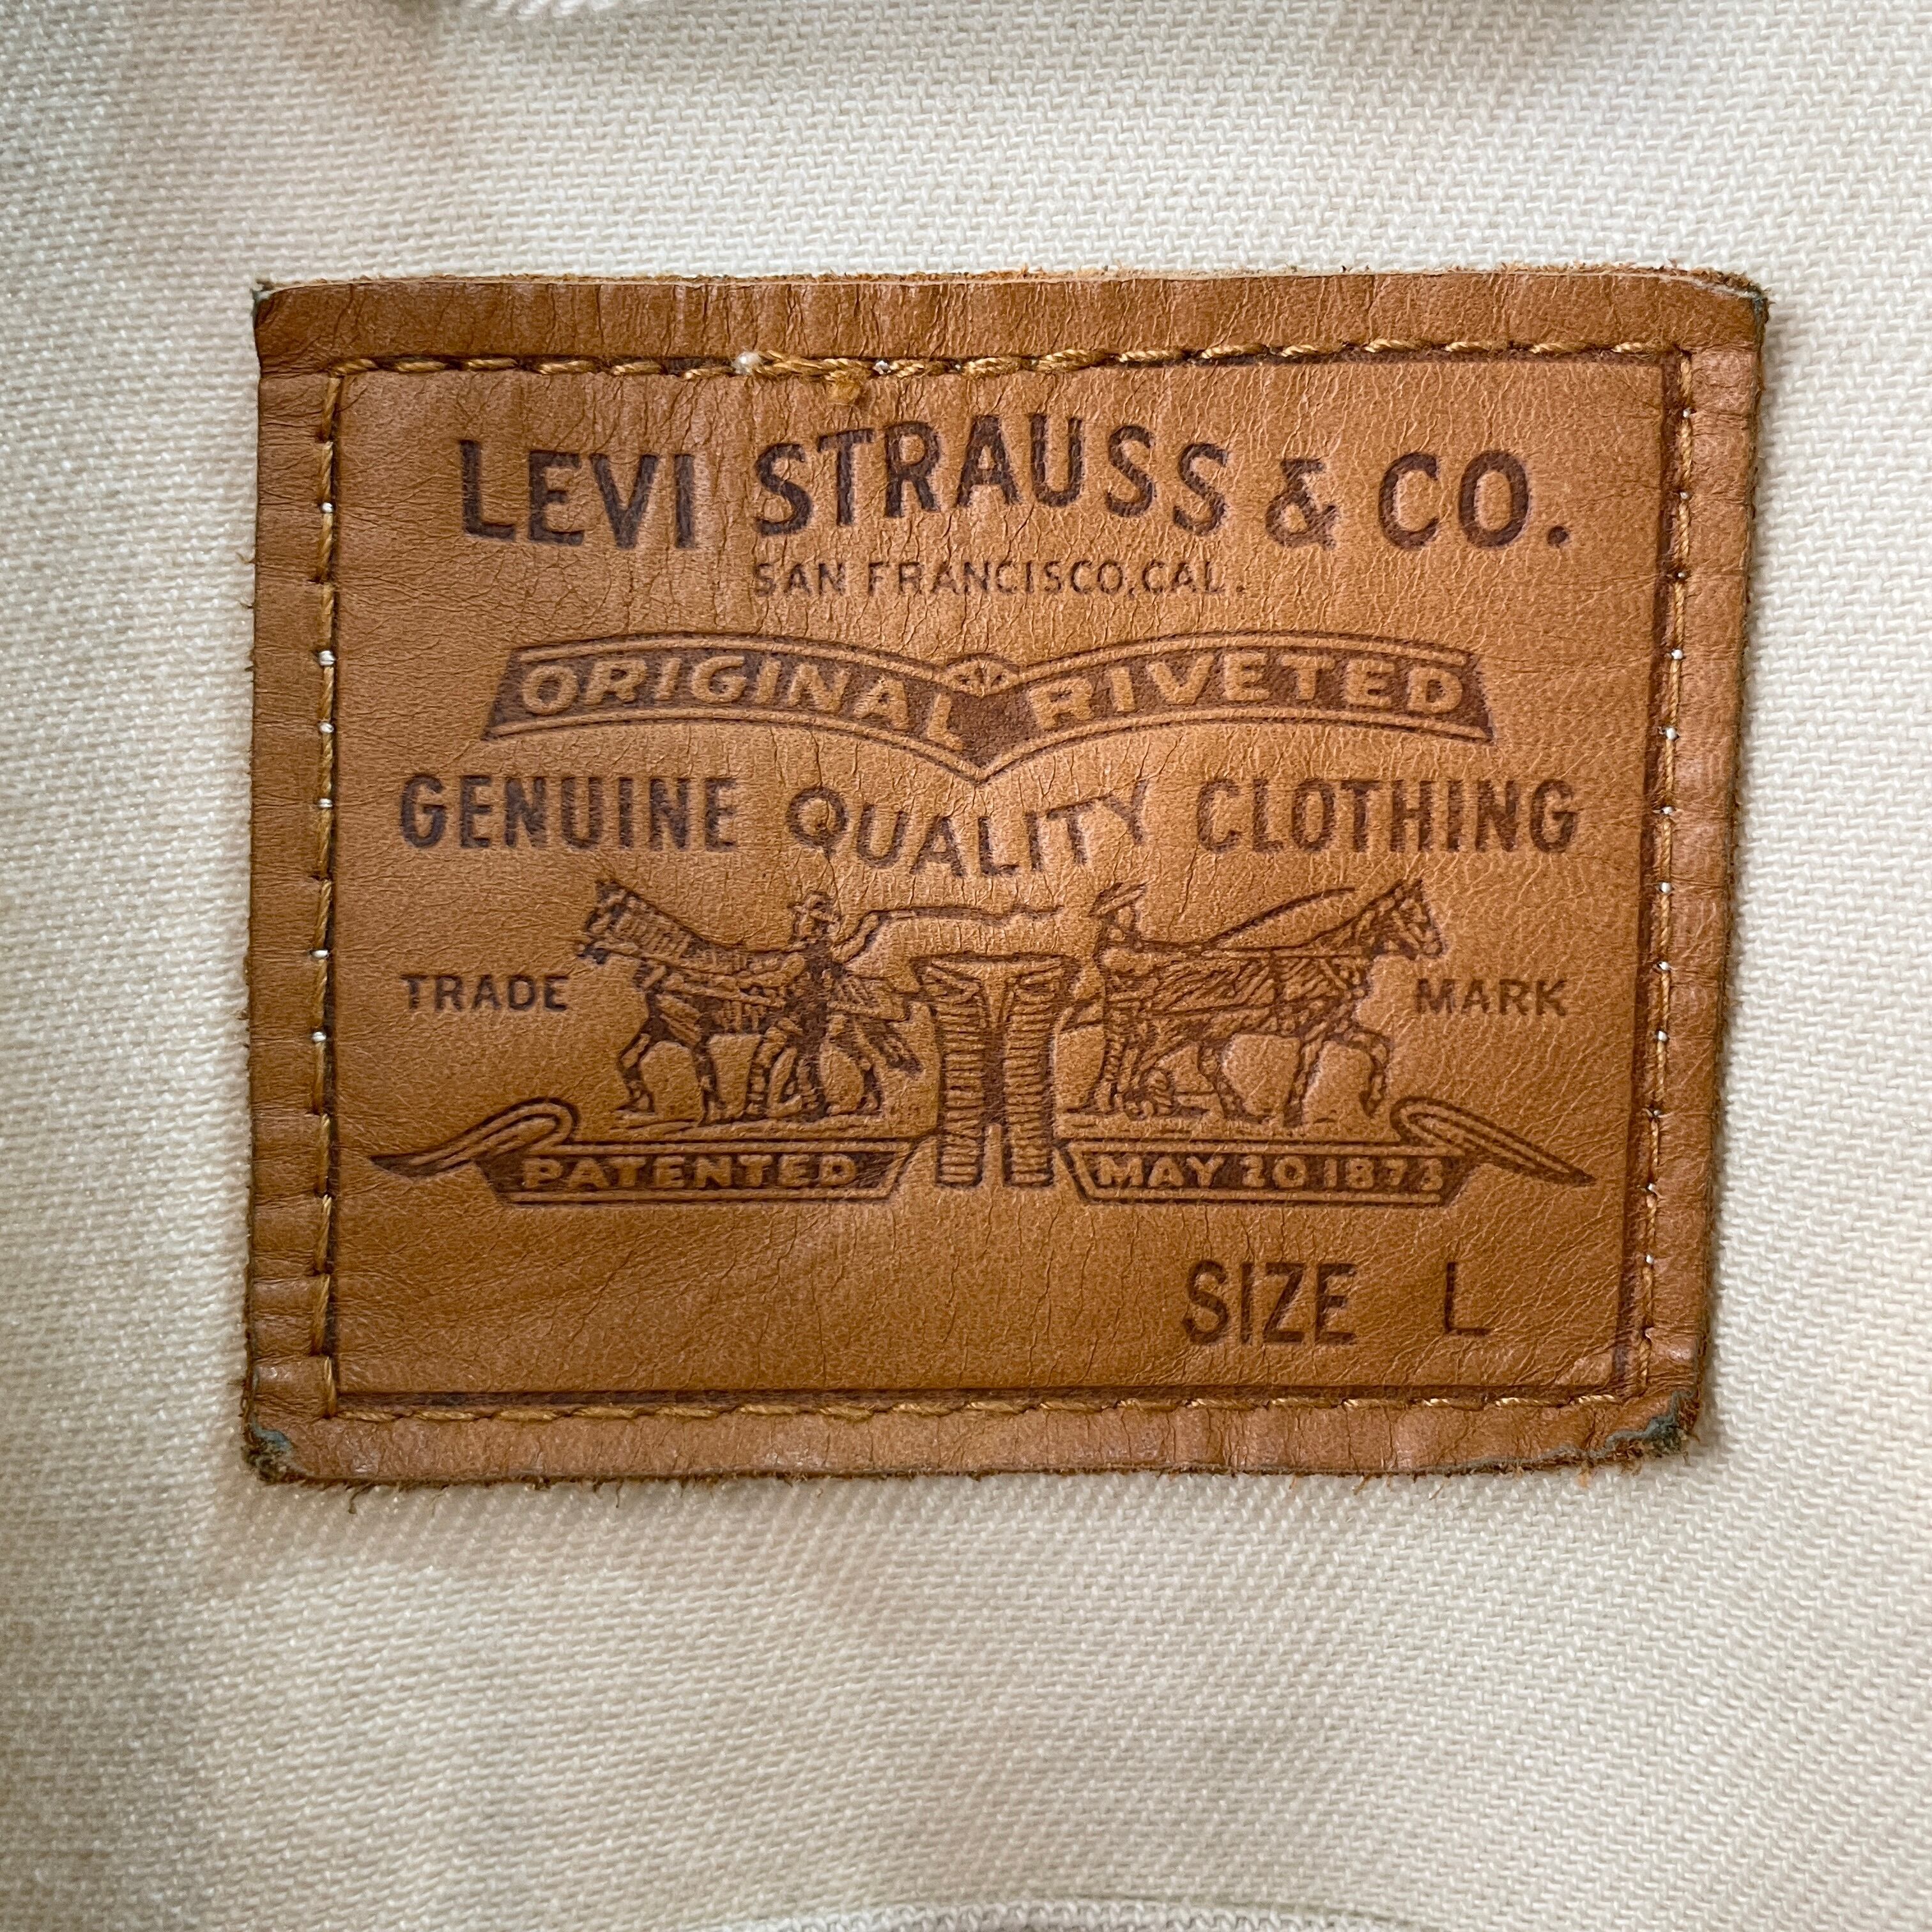 LEVI STRAUSS & CO.
SAN FRANCISCO, CAL.
ORIGINAL RIVETED
GENUINE QUALITY CLOTHING
TRADE MARK
PATENTED MAY 20 1873
SIZE L